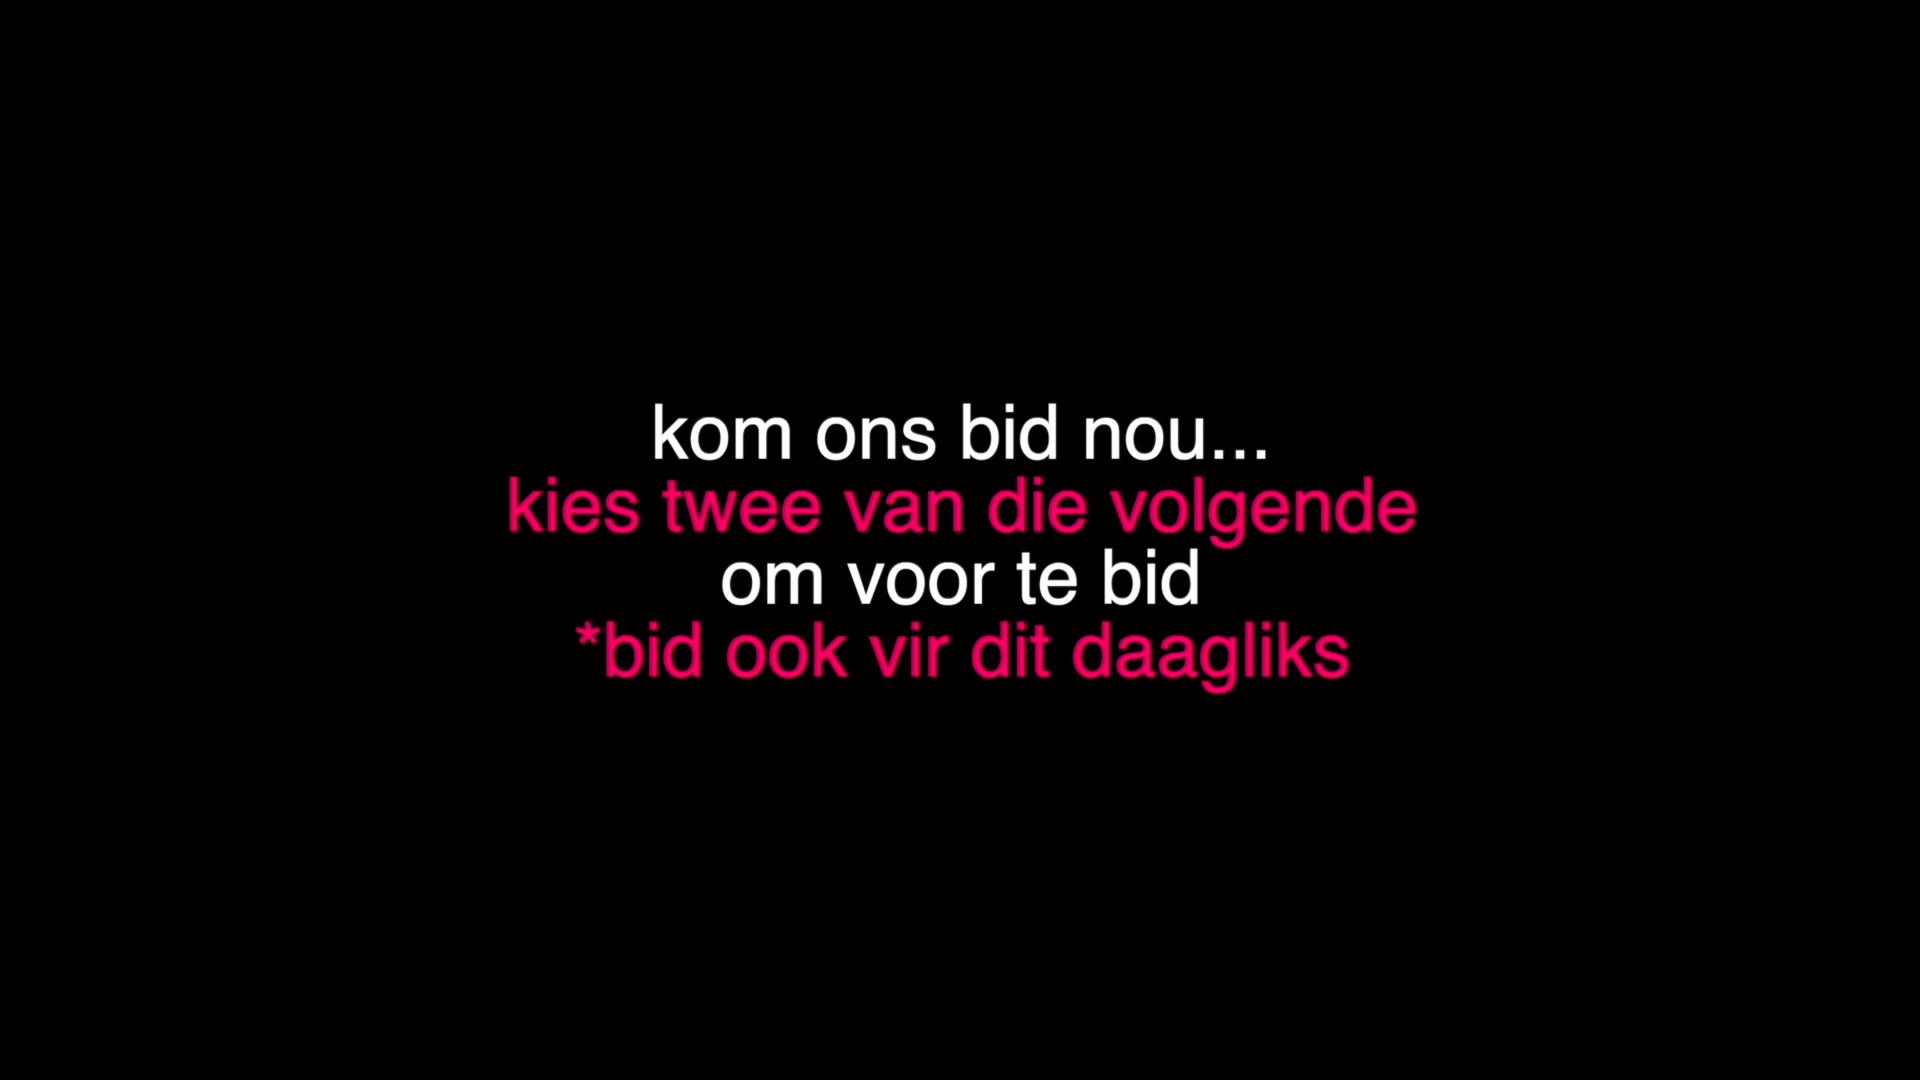 kom ons bid nou...
kies twee van die volgende
om voor te bid
*bid ook vir dit daagliks